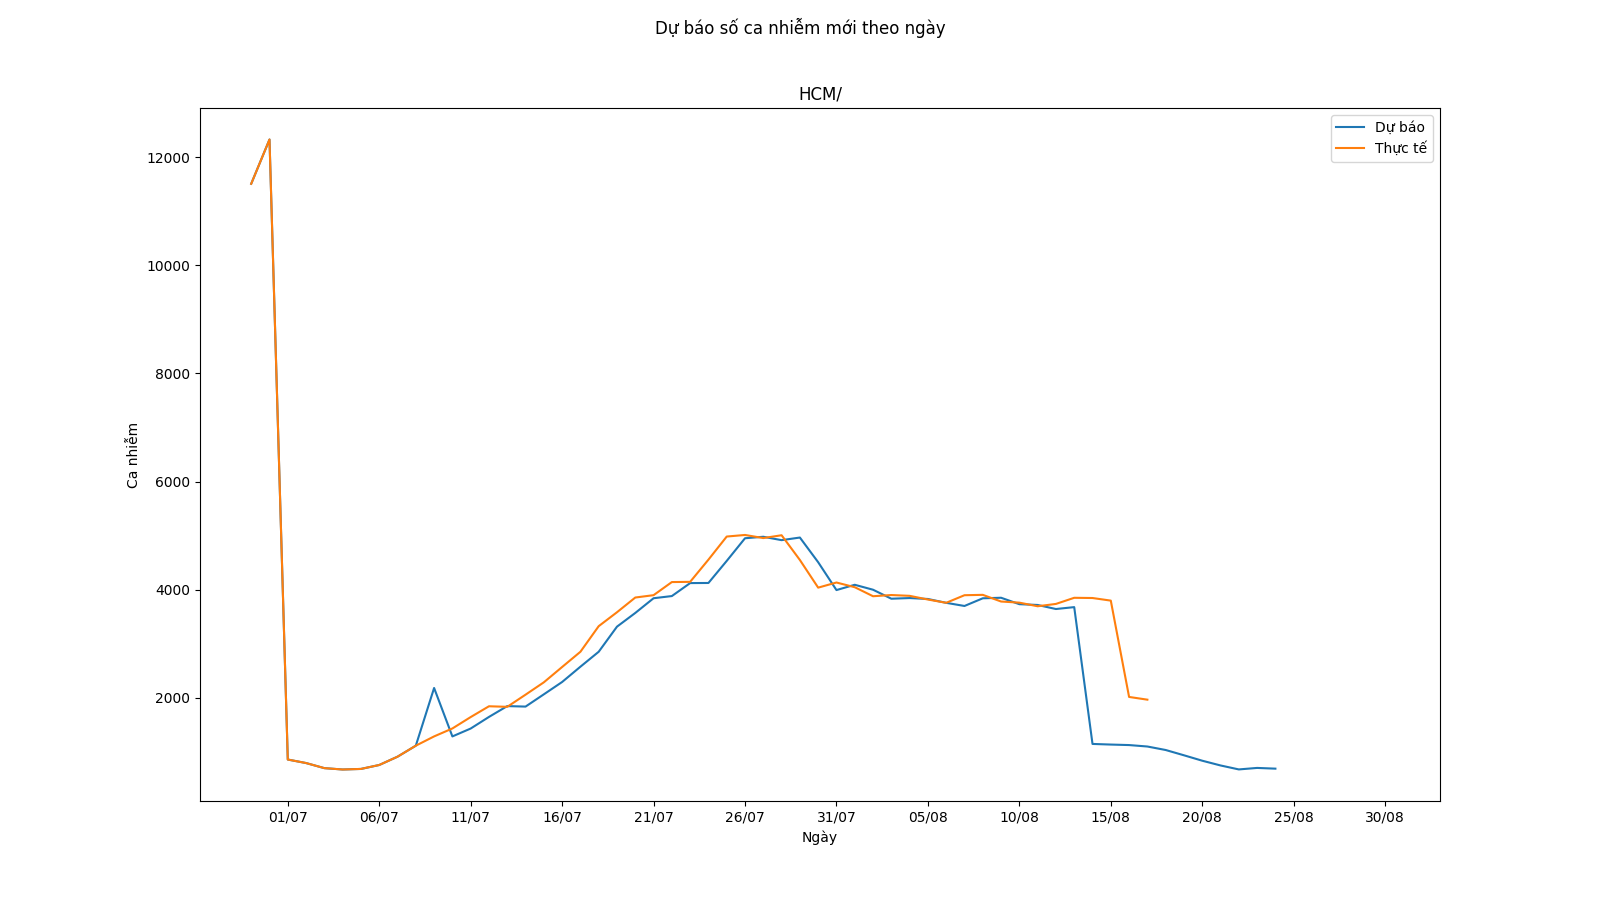 Dự báo số ca nhiễm mới theo ngày
HCM/
Dự báo
Thực tế
12000
10000
8000
6000
4000
2000
Ca nhiễm
01/07 06/07 11/07 16/07 21/07 26/07 31/07 05/08 10/08 15/08 20/08 25/08 30/08
Ngày